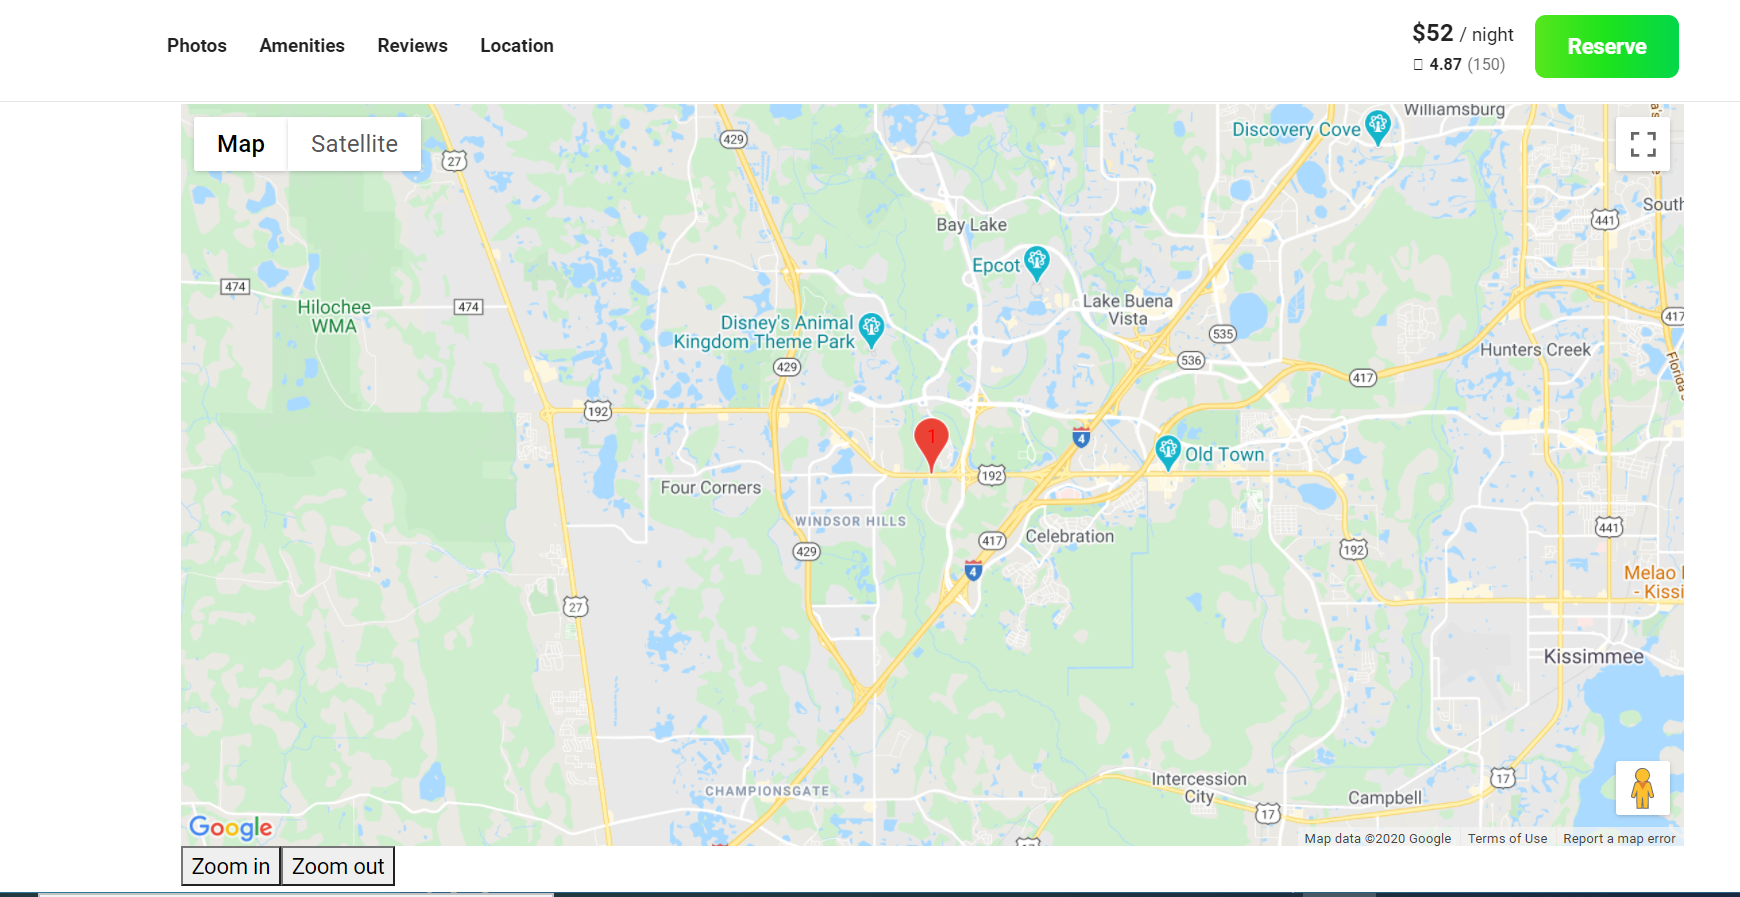 Photos Amenities Reviews Location
$52 / night
4.87 (150)
Reserve
Map Satellite
Williamsburg
Discovery Cove
429
27
441
South
Bay Lake
Epcot
474
474
Hilochee
WMA
Lake Buena
Vista
417
Disney's Animal
Kingdom Theme Park
535
Hunters Creek
536
429
417
Florida
192
1
4
Old Town
192
Four Corners
WINDSOR HILLS
441
417
Celebration
429
192
4
Melao
- Kissi
27
Kissimmee
Intercession
City
17
CHAMPIONSGATE
Campbell
17
Google
Map data ©2020 Google Terms of Use Report a map error
Zoom in Zoom out